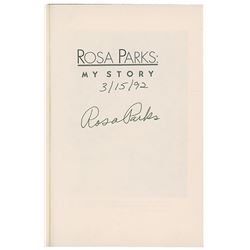 ROSA PARKS:
MY STORY
3/15/92
Rosa Parks